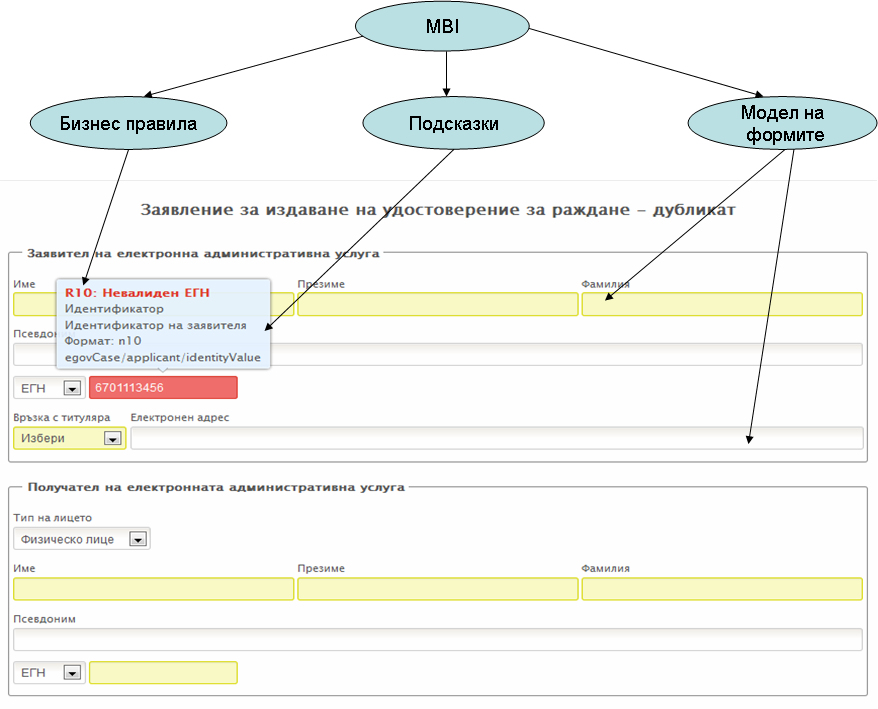 MBI
Бизнес правила
Подсказки
Модел на
формите
Заявление за издаване на удостоверение за раждане – дубликат
Заявител на електронна административна услуга
Име
Презиме
Фамилия
R10: Невалиден ЕГН
Идентификатор
Идентификатор на заявителя
Формат: n10
egovCase/applicant/identityValue
ЕГН
6701113456
Връзка с титуляра
Електронен адрес
Избери
Получател на електронната административна услуга
Тип на лицето
Физическо лице
Име
Презиме
Фамилия
Псевдоним
ЕГН